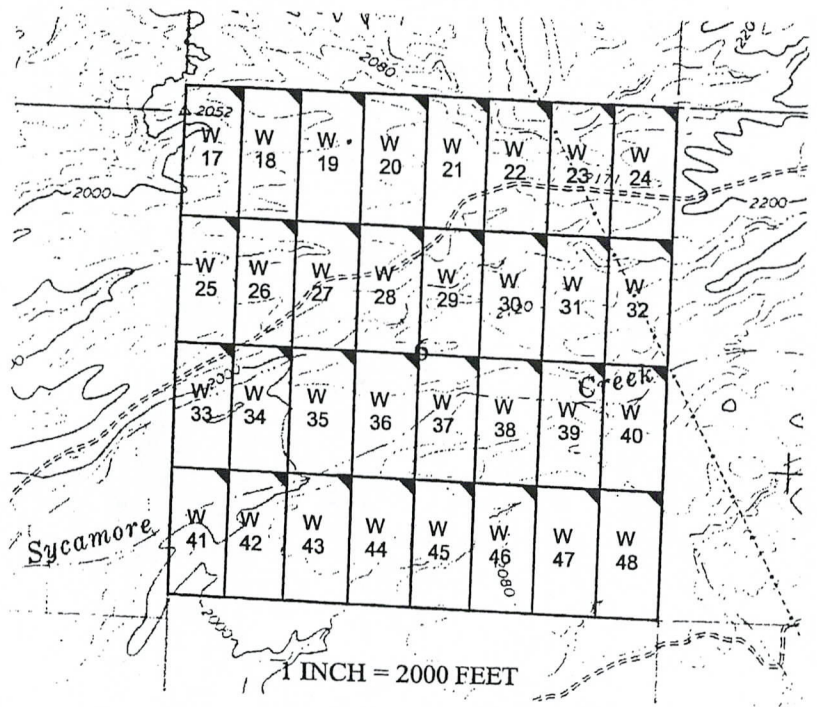 2080
2052
W 17
W 18
W 19
W 20
W 21
W 22
W 23
W 24
2171
2000
2200
W 25
W 26
W 27
W 28
W 29
W 30
W 31
W 32
6
Creek
W 33
W 34
W 35
W 36
W 37
W 38
W 39
W 40
Sycamore
W 41
W 42
W 43
W 44
W 45
W 46
W 47
W 48
2080
2000
1 INCH = 2000 FEET